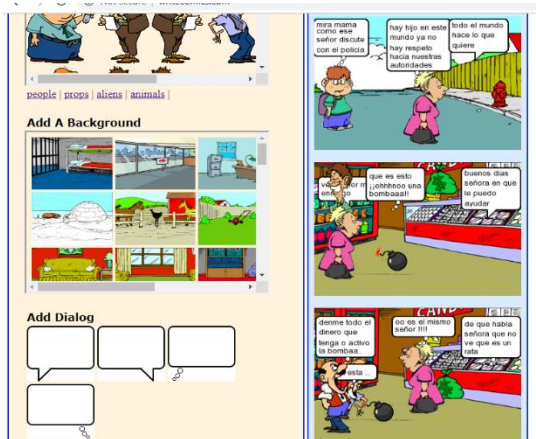 people | props | aliens | animals |
Add A Background
Add Dialog
mira mama
como ese
señor discute
con el policia
hay hijo en este
mundo ya no
hay respeto
hacia nuestras
autoridades
todo el mundo
hace lo que
quiere
que es esto
¡¡ohhhnoo una
bombaaa!!
buenos dias
señora en que
le puedo
ayudar
CANDY
denme todo el
dinero que
tenga o activo
la bombaa..
esta ..
oo es el mismo
señor !!!!
de que habla
señora que no
ve que es un
rata